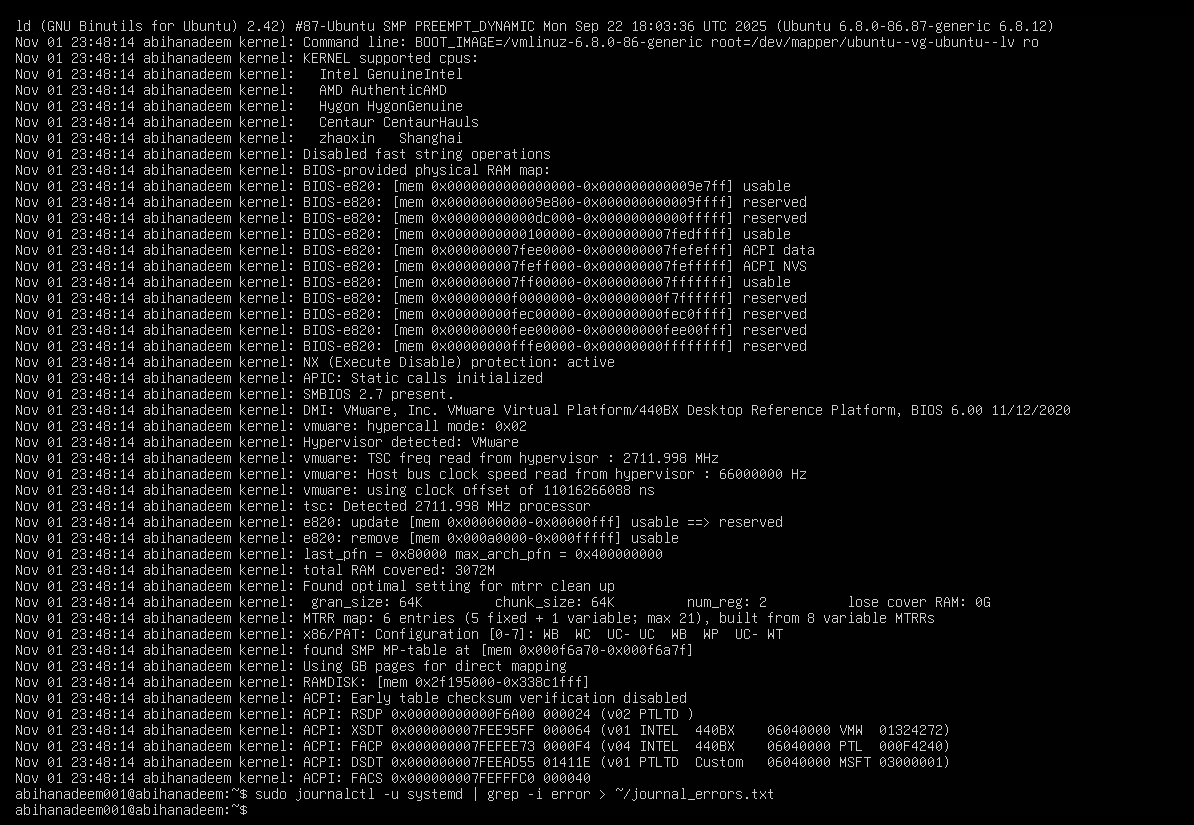 ld (GNU Binutils for Ubuntu) 2.42) #87-Ubuntu SMP PREEMPT_DYNAMIC Mon Sep 22 18:03:36 UTC 2025 (Ubuntu 6.8.0-86.87-generic 6.8.12)
Nov 01 23:48:14 abihanadeem kernel: Command line: BOOT_IMAGE=/vmlinuz-6.8.0-86-generic root=/dev/mapper/ubuntu--vg-ubuntu--lv ro
Nov 01 23:48:14 abihanadeem kernel: KERNEL supported cpus:
Nov 01 23:48:14 abihanadeem kernel:   Intel GenuineIntel
Nov 01 23:48:14 abihanadeem kernel:   AMD AuthenticAMD
Nov 01 23:48:14 abihanadeem kernel:   Hygon HygonGenuine
Nov 01 23:48:14 abihanadeem kernel:   Centaur CentaurHauls
Nov 01 23:48:14 abihanadeem kernel:   zhaoxin   Shanghai
Nov 01 23:48:14 abihanadeem kernel: Disabled fast string operations
Nov 01 23:48:14 abihanadeem kernel: BIOS-provided physical RAM map:
Nov 01 23:48:14 abihanadeem kernel: BIOS-e820: [mem 0x0000000000000000-0x000000000009e7ff] usable
Nov 01 23:48:14 abihanadeem kernel: BIOS-e820: [mem 0x000000000009e800-0x000000000009ffff] reserved
Nov 01 23:48:14 abihanadeem kernel: BIOS-e820: [mem 0x00000000000dc000-0x00000000000fffff] reserved
Nov 01 23:48:14 abihanadeem kernel: BIOS-e820: [mem 0x0000000000100000-0x000000007fedffff] usable
Nov 01 23:48:14 abihanadeem kernel: BIOS-e820: [mem 0x000000007fee0000-0x000000007fefefff] ACPI data
Nov 01 23:48:14 abihanadeem kernel: BIOS-e820: [mem 0x000000007feff000-0x000000007fefffff] ACPI NVS
Nov 01 23:48:14 abihanadeem kernel: BIOS-e820: [mem 0x000000007ff00000-0x000000007fffffff] usable
Nov 01 23:48:14 abihanadeem kernel: BIOS-e820: [mem 0x00000000f0000000-0x00000000f7ffffff] reserved
Nov 01 23:48:14 abihanadeem kernel: BIOS-e820: [mem 0x00000000fec00000-0x00000000fec0ffff] reserved
Nov 01 23:48:14 abihanadeem kernel: BIOS-e820: [mem 0x00000000fee00000-0x00000000fee00fff] reserved
Nov 01 23:48:14 abihanadeem kernel: BIOS-e820: [mem 0x00000000fffe0000-0x00000000ffffffff] reserved
Nov 01 23:48:14 abihanadeem kernel: NX (Execute Disable) protection: active
Nov 01 23:48:14 abihanadeem kernel: APIC: Static calls initialized
Nov 01 23:48:14 abihanadeem kernel: SMBIOS 2.7 present.
Nov 01 23:48:14 abihanadeem kernel: DMI: VMware, Inc. VMware Virtual Platform/440BX Desktop Reference Platform, BIOS 6.00 11/12/2020
Nov 01 23:48:14 abihanadeem kernel: vmware: hypercall mode: 0x02
Nov 01 23:48:14 abihanadeem kernel: Hypervisor detected: VMware
Nov 01 23:48:14 abihanadeem kernel: vmware: TSC freq read from hypervisor : 2711.998 MHz
Nov 01 23:48:14 abihanadeem kernel: vmware: Host bus clock speed read from hypervisor : 66000000 Hz
Nov 01 23:48:14 abihanadeem kernel: vmware: using clock offset of 11016266088 ns
Nov 01 23:48:14 abihanadeem kernel: tsc: Detected 2711.998 MHz processor
Nov 01 23:48:14 abihanadeem kernel: e820: update [mem 0x00000000-0x00000fff] usable ==> reserved
Nov 01 23:48:14 abihanadeem kernel: e820: remove [mem 0x000a0000-0x000fffff] usable
Nov 01 23:48:14 abihanadeem kernel: last_pfn = 0x80000 max_arch_pfn = 0x400000000
Nov 01 23:48:14 abihanadeem kernel: total RAM covered: 3072M
Nov 01 23:48:14 abihanadeem kernel: Found optimal setting for mtrr clean up
Nov 01 23:48:14 abihanadeem kernel:  gran_size: 64K         chunk_size: 64K         num_reg: 2          lose cover RAM: 0G
Nov 01 23:48:14 abihanadeem kernel: MTRR map: 6 entries (5 fixed + 1 variable; max 21), built from 8 variable MTRRs
Nov 01 23:48:14 abihanadeem kernel: x86/PAT: Configuration [0-7]: WB  WC  UC- UC  WB  WP  UC- WT
Nov 01 23:48:14 abihanadeem kernel: found SMP MP-table at [mem 0x000f6a70-0x000f6a7f]
Nov 01 23:48:14 abihanadeem kernel: Using GB pages for direct mapping
Nov 01 23:48:14 abihanadeem kernel: RAMDISK: [mem 0x2f195000-0x338c1fff]
Nov 01 23:48:14 abihanadeem kernel: ACPI: Early table checksum verification disabled
Nov 01 23:48:14 abihanadeem kernel: ACPI: RSDP 0x00000000000F6A00 000024 (v02 PTLTD )
Nov 01 23:48:14 abihanadeem kernel: ACPI: XSDT 0x000000007FEE95FF 000064 (v01 INTEL  440BX    06040000 VMW  01324272)
Nov 01 23:48:14 abihanadeem kernel: ACPI: FACP 0x000000007FEFEE73 0000F4 (v04 INTEL  440BX    06040000 PTL  000F4240)
Nov 01 23:48:14 abihanadeem kernel: ACPI: DSDT 0x000000007FEEAD55 01411E (v01 PTLTD  Custom   06040000 MSFT 03000001)
Nov 01 23:48:14 abihanadeem kernel: ACPI: FACS 0x000000007FEFFFC0 000040
abihanadeem001@abihanadeem:~$ sudo journalctl -u systemd | grep -i error > ~/journal_errors.txt
abihanadeem001@abihanadeem:~$